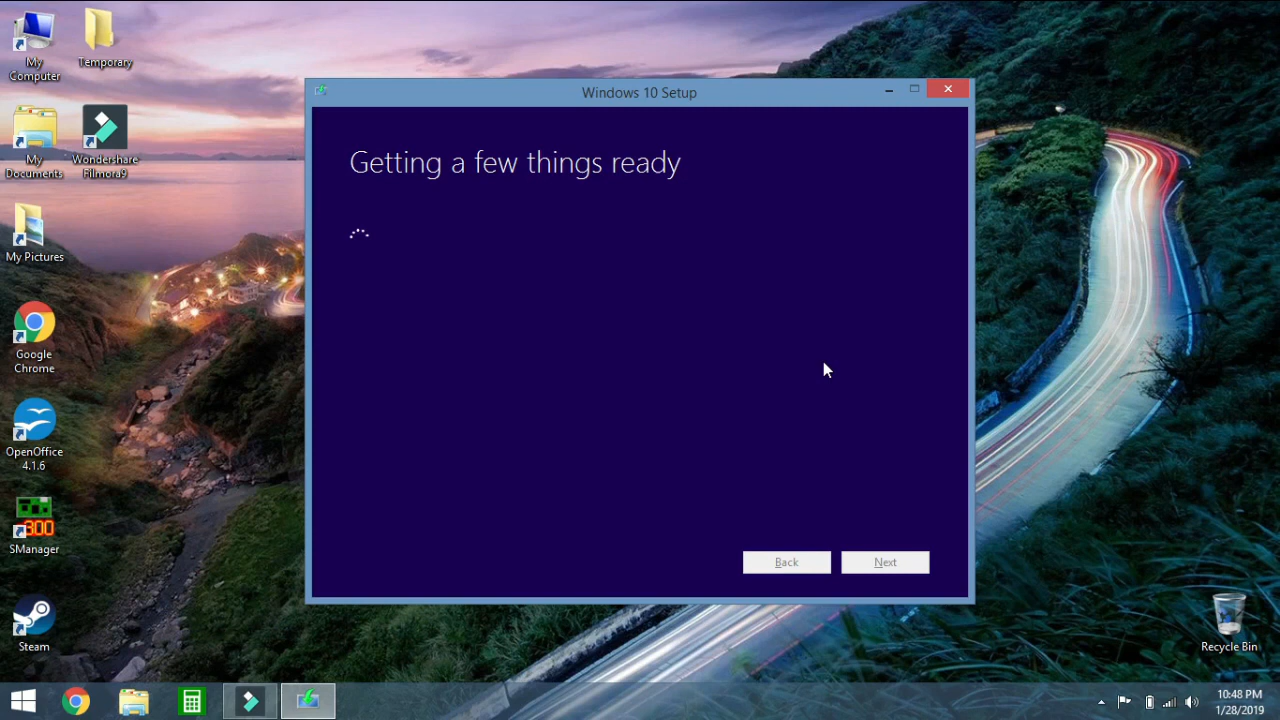 My
Computer
Temporary
My
Documents
Wondershare
Filmora9
My Pictures
Google
Chrome
OpenOffice
4.1.6
300
SManager
Steam
Windows 10 Setup
Getting a few things ready
Back
Next
Recycle Bin
10:48 PM
1/28/2019